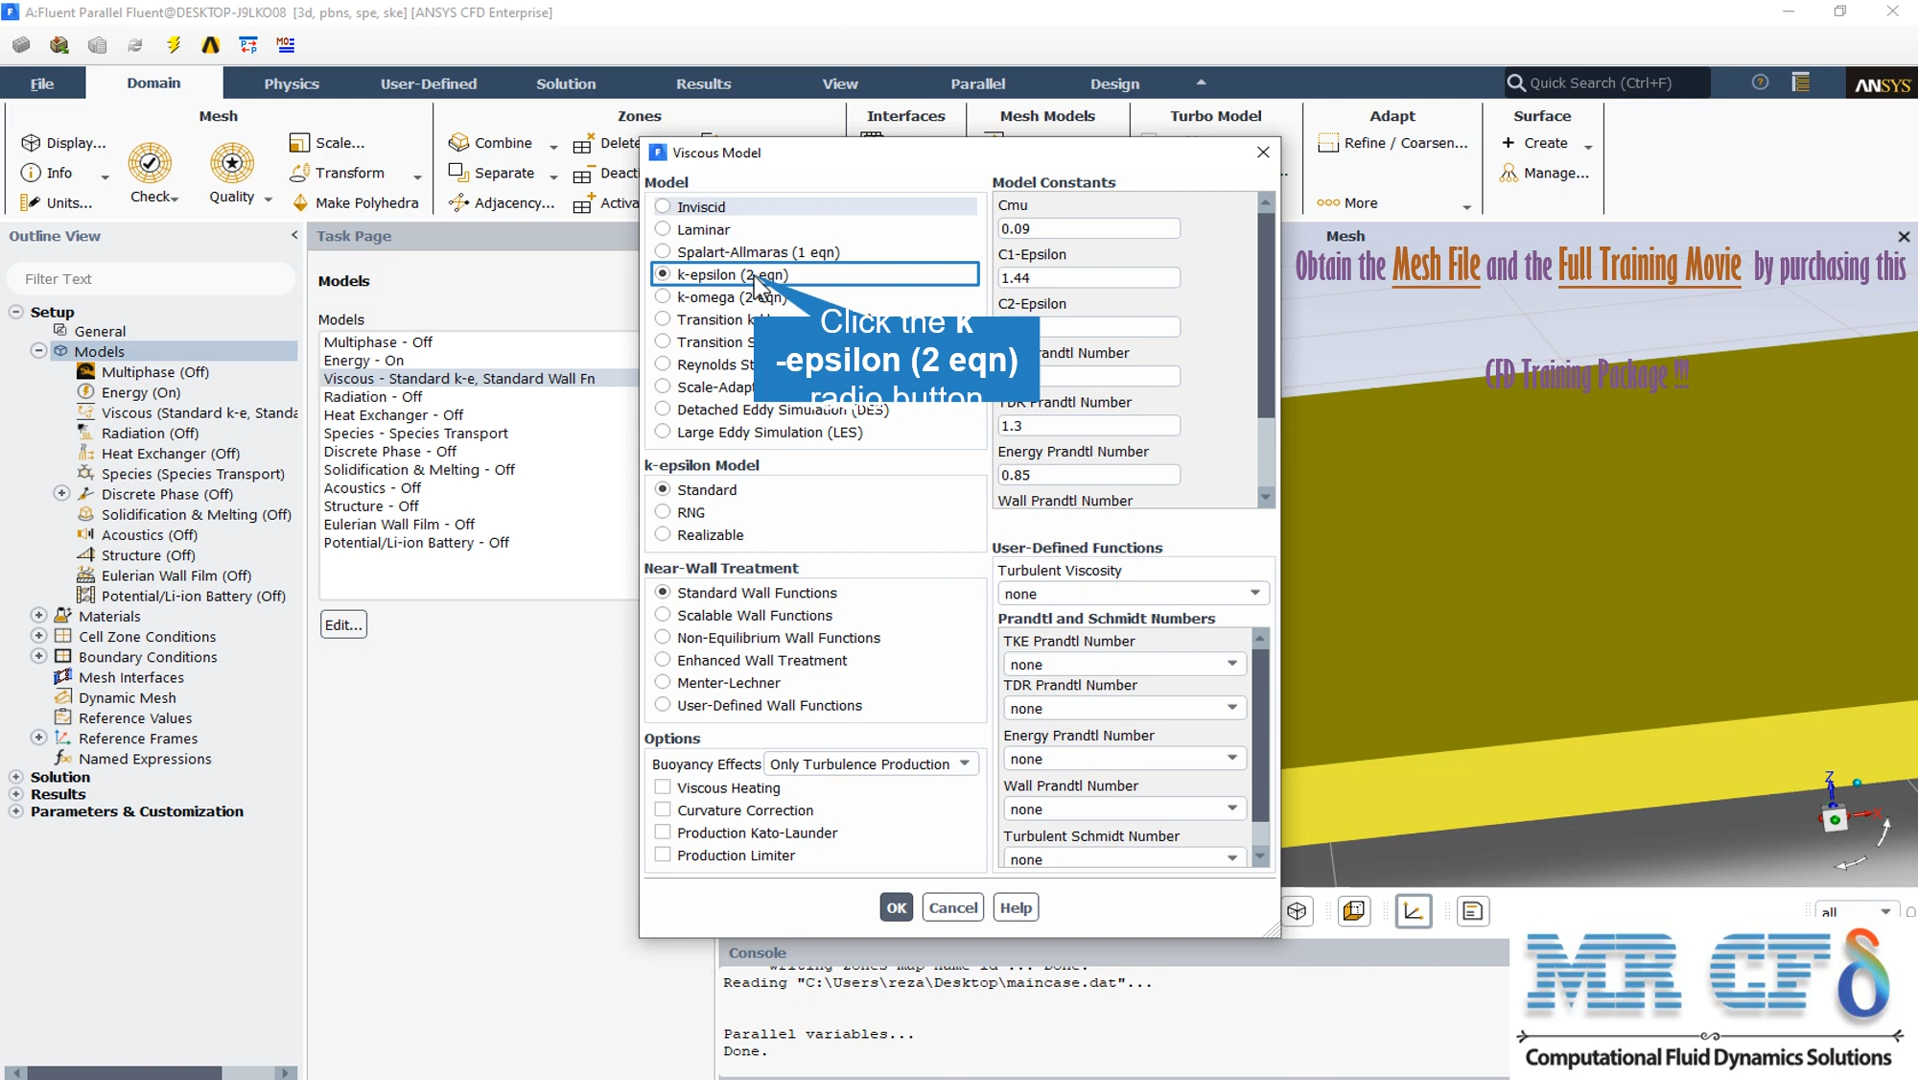 A:Fluent Parallel Fluent@DESKTOP-J9LKO08 [3d, pbns, spe, ske] [ANSYS CFD Enterprise]
File
Domain
Physics
User-Defined
Solution
Results
View
Parallel
Design
Quick Search (Ctrl+F)
ANSYS
Mesh
Zones
Interfaces
Mesh Models
Turbo Model
Adapt
Surface
Display...
Info
Units...
Check
Quality
Scale...
Transform
Make Polyhedra
Combine
Separate
Adjacency...
Refine / Coarsen...
More
Create
Manage...
Outline View
Filter Text
Setup
General
Models
Multiphase (Off)
Energy (On)
Viscous (Standard k-e, Standa
Radiation (Off)
Heat Exchanger (Off)
Species (Species Transport)
Discrete Phase (Off)
Solidification & Melting (Off)
Acoustics (Off)
Structure (Off)
Eulerian Wall Film (Off)
Potential/Li-ion Battery (Off)
Materials
Cell Zone Conditions
Boundary Conditions
Mesh Interfaces
Dynamic Mesh
Reference Values
Reference Frames
Named Expressions
Solution
Results
Parameters & Customization
Task Page
Models
Models
Multiphase - Off
Energy - On
Viscous - Standard k-e, Standard Wall Fn
Radiation - Off
Heat Exchanger - Off
Species - Species Transport
Discrete Phase - Off
Solidification & Melting - Off
Acoustics - Off
Structure - Off
Eulerian Wall Film - Off
Potential/Li-ion Battery - Off
Edit...
Viscous Model
Model
Inviscid
Laminar
Spalart-Allmaras (1 eqn)
k-epsilon (2 eqn)
k-omega (2 eqn)
Transition
Transition
Reynolds
Detached Eddy Simulation (DES)
Large Eddy Simulation (LES)
Click the k
-epsilon (2 eqn)
radio button
k-epsilon Model
Standard
RNG
Realizable
Near-Wall Treatment
Standard Wall Functions
Scalable Wall Functions
Non-Equilibrium Wall Functions
Enhanced Wall Treatment
Menter-Lechner
User-Defined Wall Functions
Options
Buoyancy Effects Only Turbulence Production
Viscous Heating
Curvature Correction
Production Kato-Launder
Production Limiter
Model Constants
Cmu
0.09
C1-Epsilon
1.44
C2-Epsilon
Number
TDR Prandtl Number
1.3
Energy Prandtl Number
0.85
Wall Prandtl Number
User-Defined Functions
Turbulent Viscosity
none
Prandtl and Schmidt Numbers
TKE Prandtl Number
none
TDR Prandtl Number
none
Energy Prandtl Number
none
Wall Prandtl Number
none
Turbulent Schmidt Number
none
OK
Cancel
Help
Mesh
Obtain the Mesh File and the Full Training Movie by purchasing this
CFD Training Package !!!
Z
all
Console
writing zones map name-id ... Done.
Reading "C:\Users\reza\Desktop\maincase.dat"...
Parallel variables...
Done.
MR CFD
Computational Fluid Dynamics Solutions